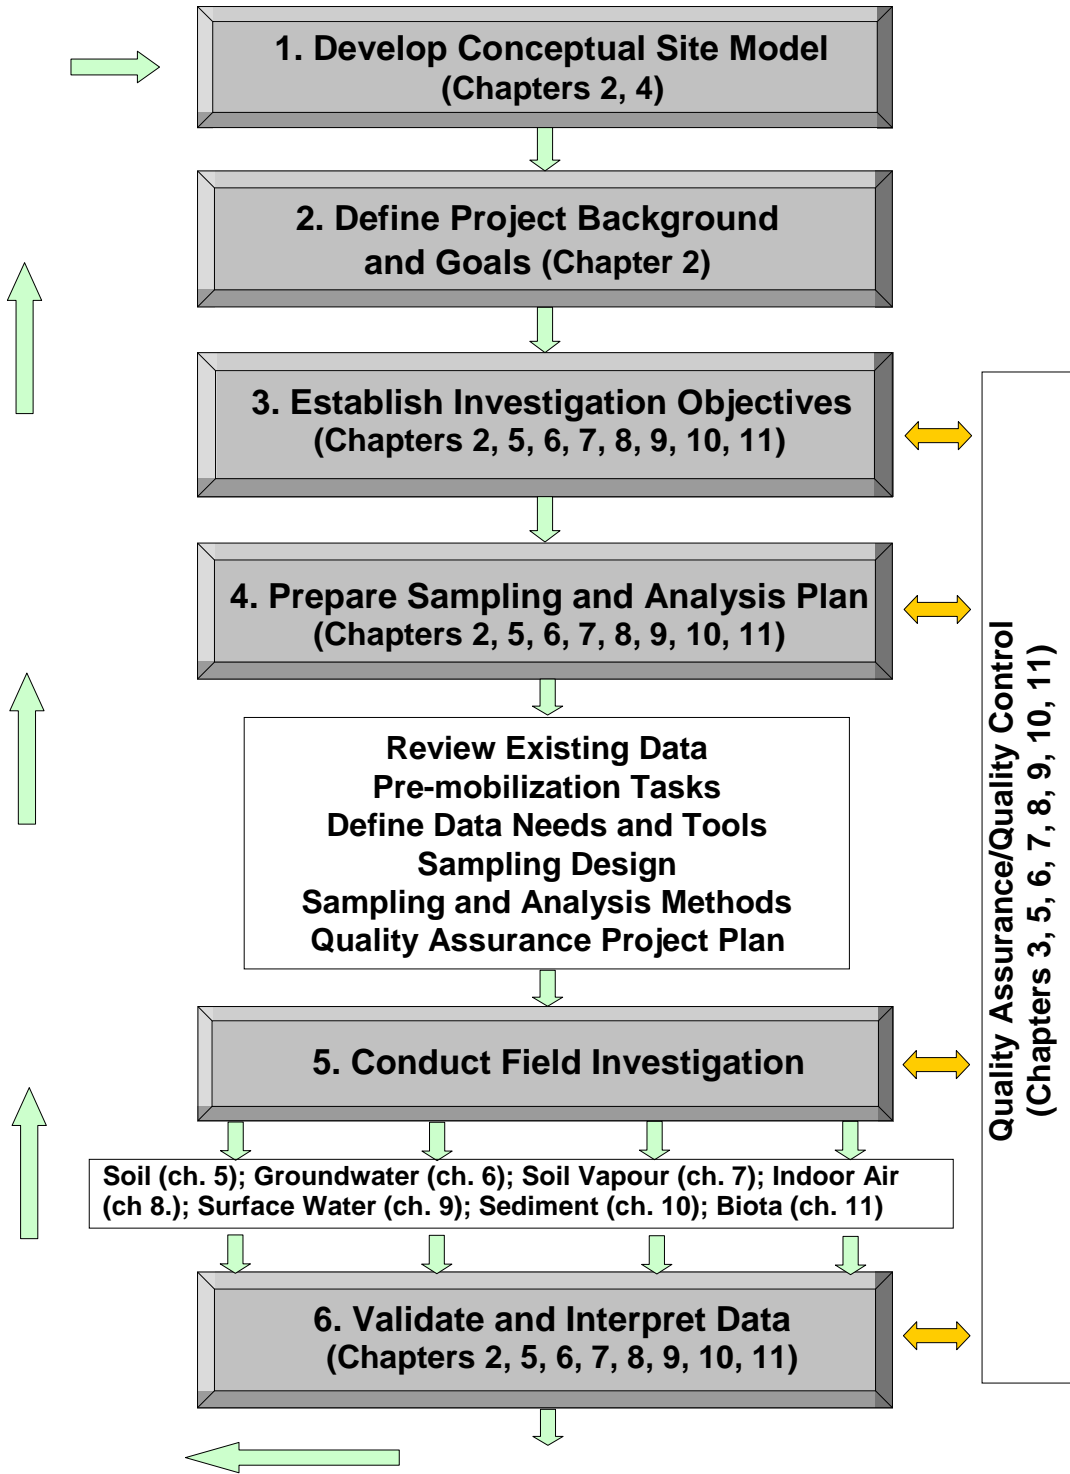 1. Develop Conceptual Site Model
(Chapters 2, 4)
2. Define Project Background
and Goals (Chapter 2)
3. Establish Investigation Objectives
(Chapters 2, 5, 6, 7, 8, 9, 10, 11)
4. Prepare Sampling and Analysis Plan
(Chapters 2, 5, 6, 7, 8, 9, 10, 11)
Review Existing Data
Pre-mobilization Tasks
Define Data Needs and Tools
Sampling Design
Sampling and Analysis Methods
Quality Assurance Project Plan
5. Conduct Field Investigation
Soil (ch. 5); Groundwater (ch. 6); Soil Vapour (ch. 7); Indoor Air
(ch 8.); Surface Water (ch. 9); Sediment (ch. 10); Biota (ch. 11)
6. Validate and Interpret Data
(Chapters 2, 5, 6, 7, 8, 9, 10, 11)
Quality Assurance/Quality Control
(Chapters 3, 5, 6, 7, 8, 9, 10, 11)